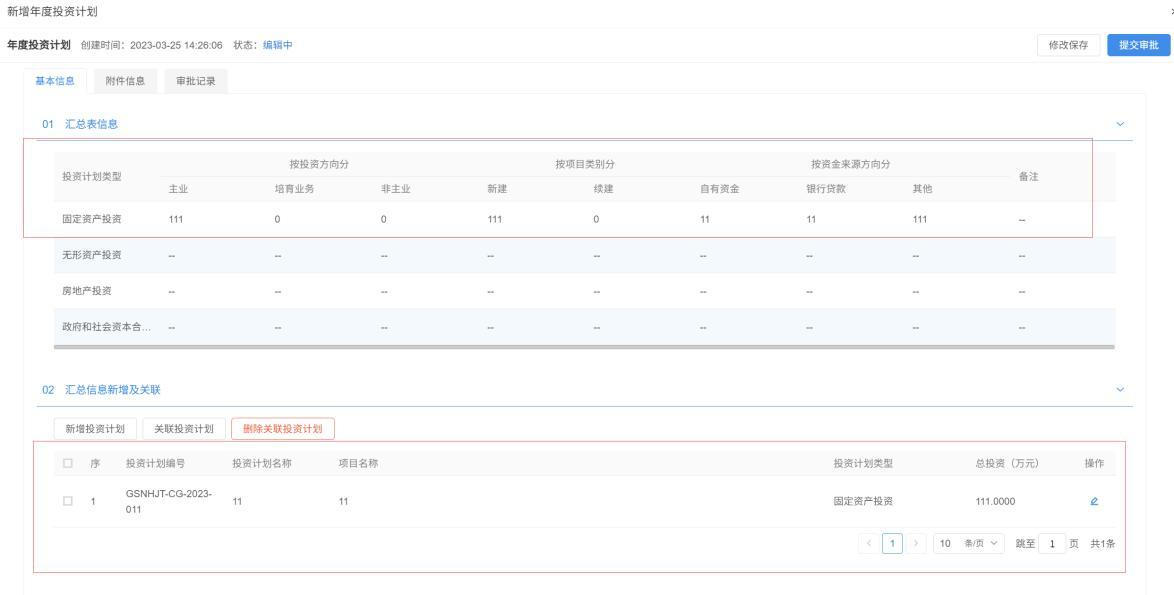 新增年度投资计划
年度投资计划 创建时间：2023-03-25 14:26:06 状态：编辑中 修改保存 提交审批
基本信息 附件信息 审批记录
01 汇总表信息
投资计划类型 按投资方向分 按项目类别分 按资金来源方向分 备注
主业 培育业务 非主业 新建 续建 自有资金 银行贷款 其他
固定资产投资 111 0 0 111 0 11 11 111 --
无形资产投资 -- -- -- -- -- -- -- -- --
房地产投资 -- -- -- -- -- -- -- -- --
政府和社会资本合... -- -- -- -- -- -- -- -- --
02 汇总信息新增及关联
新增投资计划 关联投资计划 删除关联投资计划
序 投资计划编号 投资计划名称 项目名称 投资计划类型 总投资（万元） 操作
1 GSNHJT-CG-2023-011 11 11 固定资产投资 111.0000
1 10 条/页 跳至 1 页 共1条